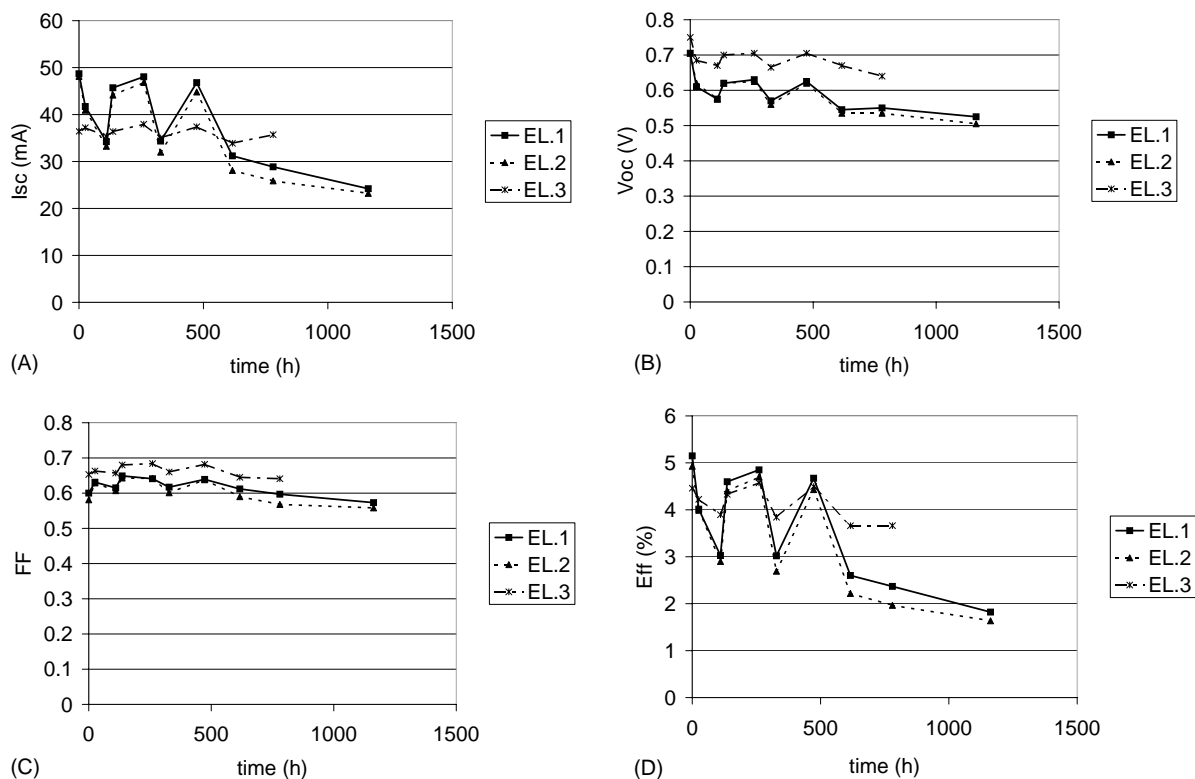 60
50
40
30
20
10
0
Isc (mA)
0 500 1000 1500
time (h)
(A)
EL.1
EL.2
EL.3
0.8
0.7
0.6
0.5
0.4
0.3
0.2
0.1
0
Voc (V)
0 500 1000 1500
time (h)
(B)
EL.1
EL.2
EL.3
0.8
0.7
0.6
0.5
0.4
0.3
0.2
0.1
0
FF
0 500 1000 1500
time (h)
(C)
EL.1
EL.2
EL.3
6
5
4
3
2
1
0
Eff (%)
0 500 1000 1500
time (h)
(D)
EL.1
EL.2
EL.3